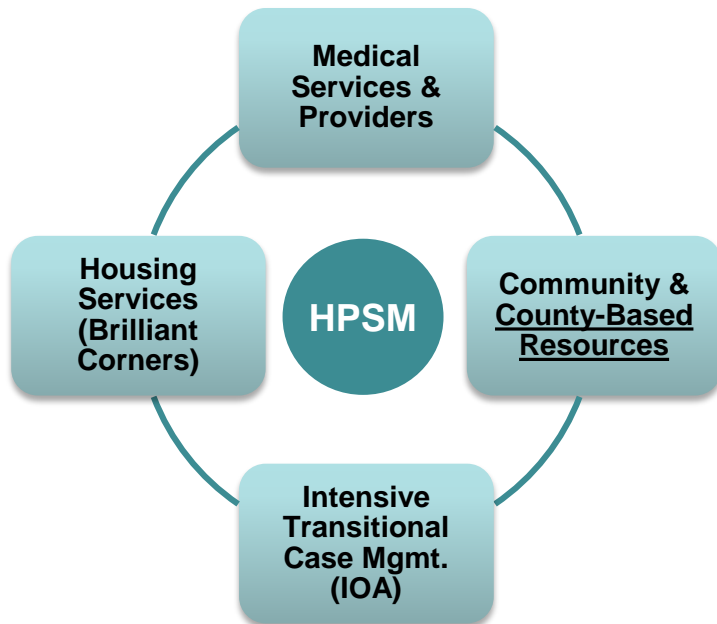 Medical
Services &
Providers
Housing
Services
(Brilliant
Corners)
HPSM
Community &
County-Based
Resources
Intensive
Transitional
Case Mgmt.
(IOA)